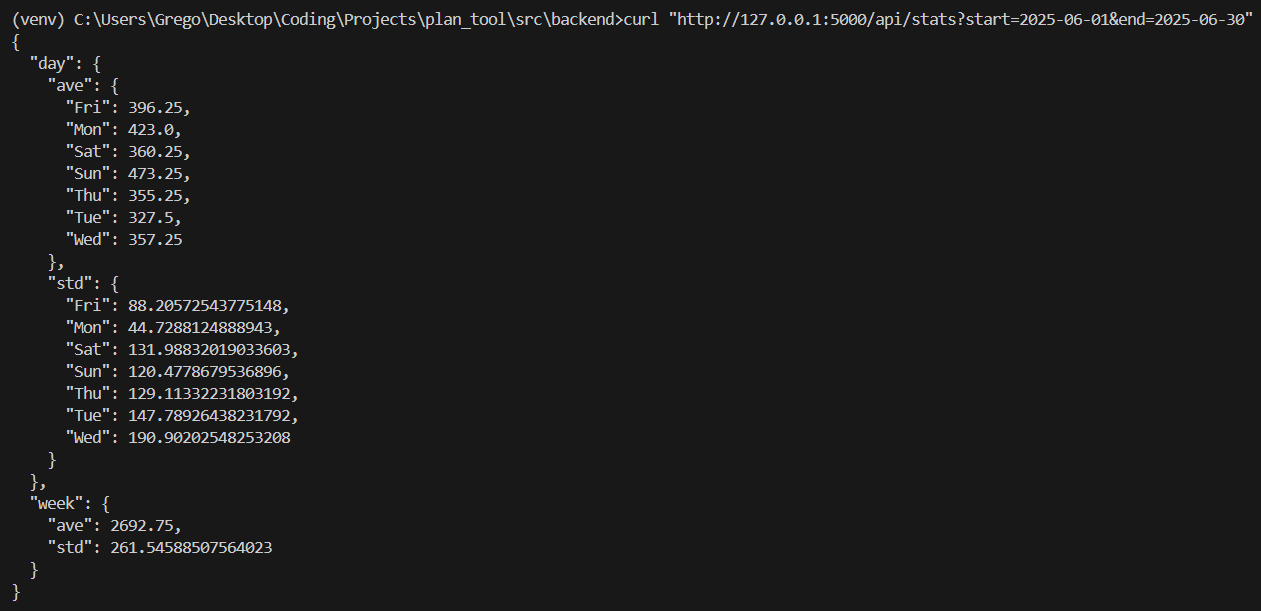 (venv) C:\Users\Grego\Desktop\Coding\Projects\plan_tool\src\backend>curl "http://127.0.0.1:5000/api/stats?start=2025-06-01&end=2025-06-30"
{
  "day": {
    "ave": {
      "Fri": 396.25,
      "Mon": 423.0,
      "Sat": 360.25,
      "Sun": 473.25,
      "Thu": 355.25,
      "Tue": 327.5,
      "Wed": 357.25
    },
    "std": {
      "Fri": 88.20572543775148,
      "Mon": 44.7288124888943,
      "Sat": 131.98832019033603,
      "Sun": 120.4778679536896,
      "Thu": 129.11332231803192,
      "Tue": 147.78926438231792,
      "Wed": 190.90202548253208
    }
  },
  "week": {
    "ave": 2692.75,
    "std": 261.54588507564023
  }
}